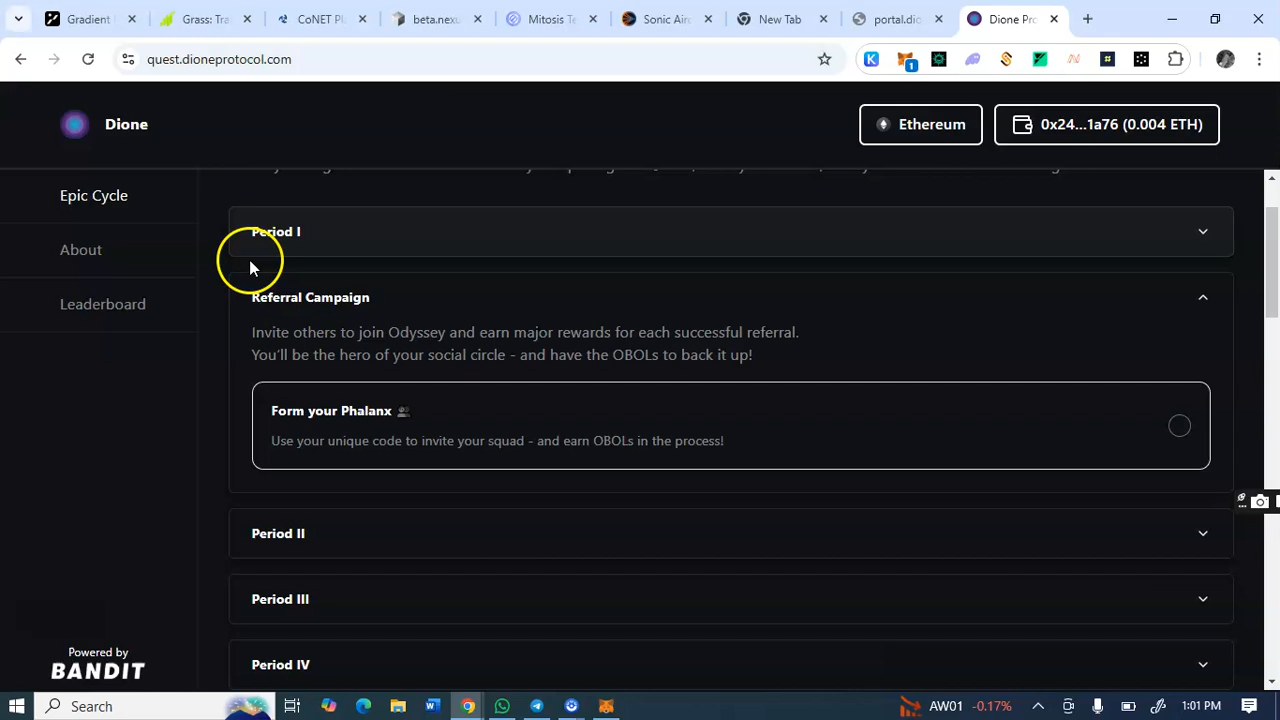 Gradient
Grass: Tra
CoNET Pl
beta.nexu
Mitosis Te
Sonic Air
New Tab
portal.dio
Dione Pro
quest.dioneprotocol.com
1
Dione
Ethereum
0x24...1a76 (0.004 ETH)
Epic Cycle
About
Leaderboard
Period I
Referral Campaign
Invite others to join Odyssey and earn major rewards for each successful referral.
You'll be the hero of your social circle - and have the OBOLs to back it up!
Form your Phalanx
Use your unique code to invite your squad - and earn OBOLs in the process!
Period II
Period III
Period IV
Powered by
BANDIT
Search
AW01 -0.17%
1:01 PM